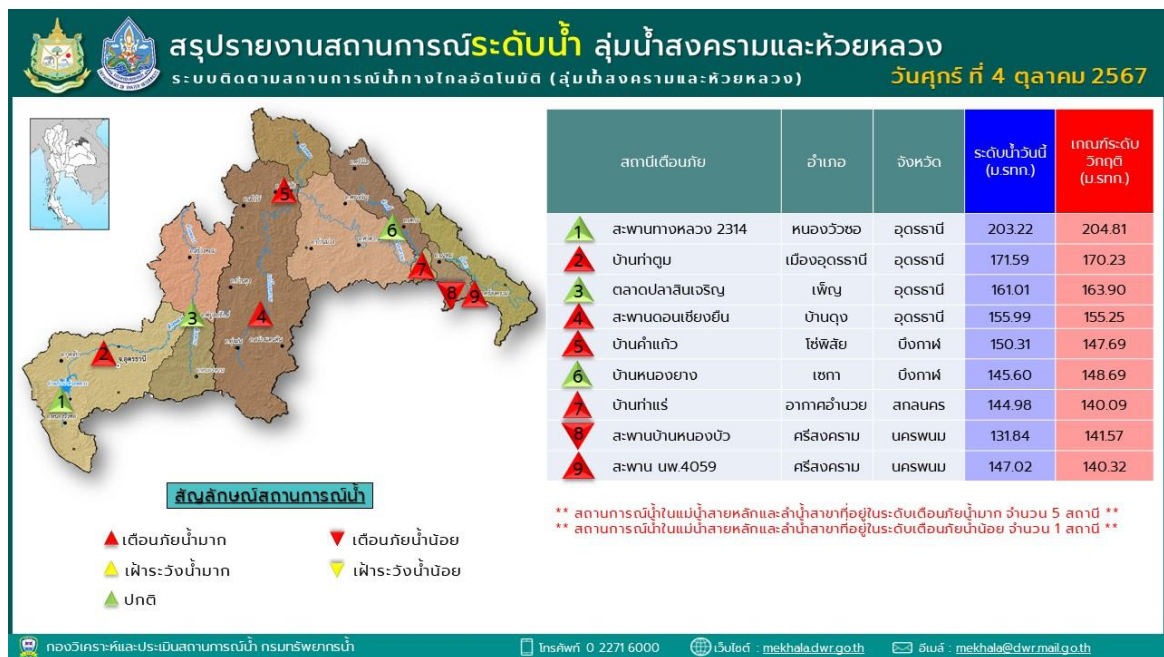 สรุปรายงานสถานการณ์ระดับน้ำ ลุ่มน้ำสงครามและห้วยหลวง
ระบบติดตามสถานการณ์น้ำทางไกลอัตโนมัติ (ลุ่มน้ำสงครามและห้วยหลวง) วันศุกร์ ที่ 4 ตุลาคม 2567
สถานีเตือนภัย อำเภอ จังหวัด ระดับน้ำวันนี้ (ม.รทก.) เกณฑ์ระดับวิกฤติ (ม.รทก.)
1 สะพานทางหลวง 2314 หนองวัวซอ อุดรธานี 203.22 204.81
2 บ้านท่าตูม เมืองอุดรธานี อุดรธานี 171.59 170.23
3 ตลาดปลาสินเจริญ เพ็ญ อุดรธานี 161.01 163.90
4 สะพานดอนเชียงยืน บ้านดุง อุดรธานี 155.99 155.25
5 บ้านคำแก้ว โซ่พิสัย บึงกาฬ 150.31 147.69
6 บ้านหนองยาง เซกา บึงกาฬ 145.60 148.69
7 บ้านท่าแร่ อากาศอำนวย สกลนคร 144.98 140.09
8 สะพานบ้านหนองบัว ศรีสงคราม นครพนม 131.84 141.57
9 สะพาน นพ.4059 ศรีสงคราม นครพนม 147.02 140.32
** สถานการณ์น้ำในแม่น้ำสายหลักและลำน้ำสาขาที่อยู่ในระดับเตือนภัยน้ำมาก จำนวน 5 สถานี **
** สถานการณ์น้ำในแม่น้ำสายหลักและลำน้ำสาขาที่อยู่ในระดับเตือนภัยน้ำน้อย จำนวน 1 สถานี **
5
6
7
8
9
3
4
2
จ.อุดรธานี
1
สัญลักษณ์สถานการณ์น้ำ
เตือนภัยน้ำมาก เตือนภัยน้ำน้อย
เฝ้าระวังน้ำมาก เฝ้าระวังน้ำน้อย
ปกติ
กองวิเคราะห์และประเมินสถานการณ์น้ำ กรมทรัพยากรน้ำ โทรศัพท์ 0 2271 6000 เว็บไซต์ : mekhala.dwr.go.th อีเมล์ : mekhala@dwr.mail.go.th